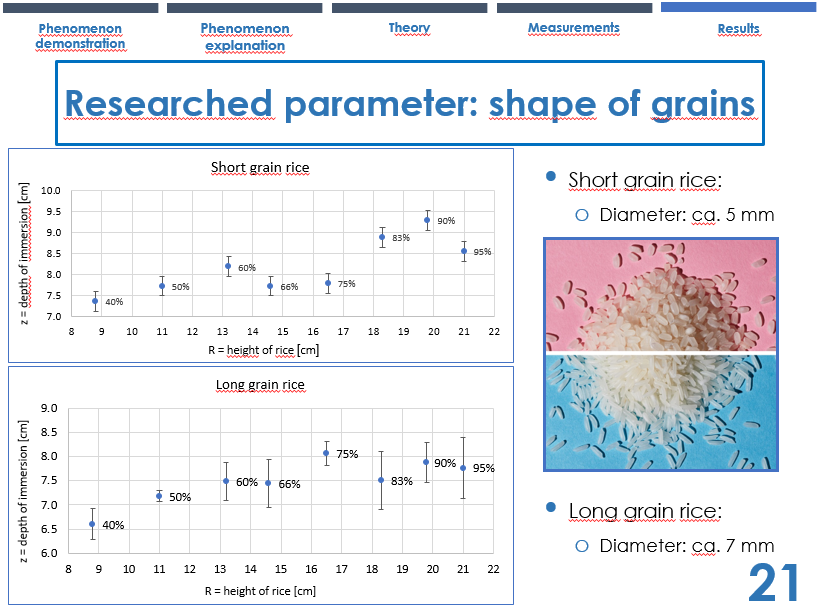 Phenomenon
demonstration
Phenomenon
explanation
Theory
Measurements
Results
Researched parameter: shape of grains
Short grain rice
z = depth of immersion [cm]
10.0
9.5
9.0
8.5
8.0
7.5
7.0
40%
50%
60%
66%
75%
83%
90%
95%
8 9 10 11 12 13 14 15 16 17 18 19 20 21 22
R = height of rice [cm]
Long grain rice
z = depth of immersion [cm]
9.0
8.5
8.0
7.5
7.0
6.5
6.0
40%
50%
60%
66%
75%
83%
90%
95%
8 9 10 11 12 13 14 15 16 17 18 19 20 21 22
R = height of rice [cm]
Short grain rice:
Diameter: ca. 5 mm
Long grain rice:
Diameter: ca. 7 mm
21